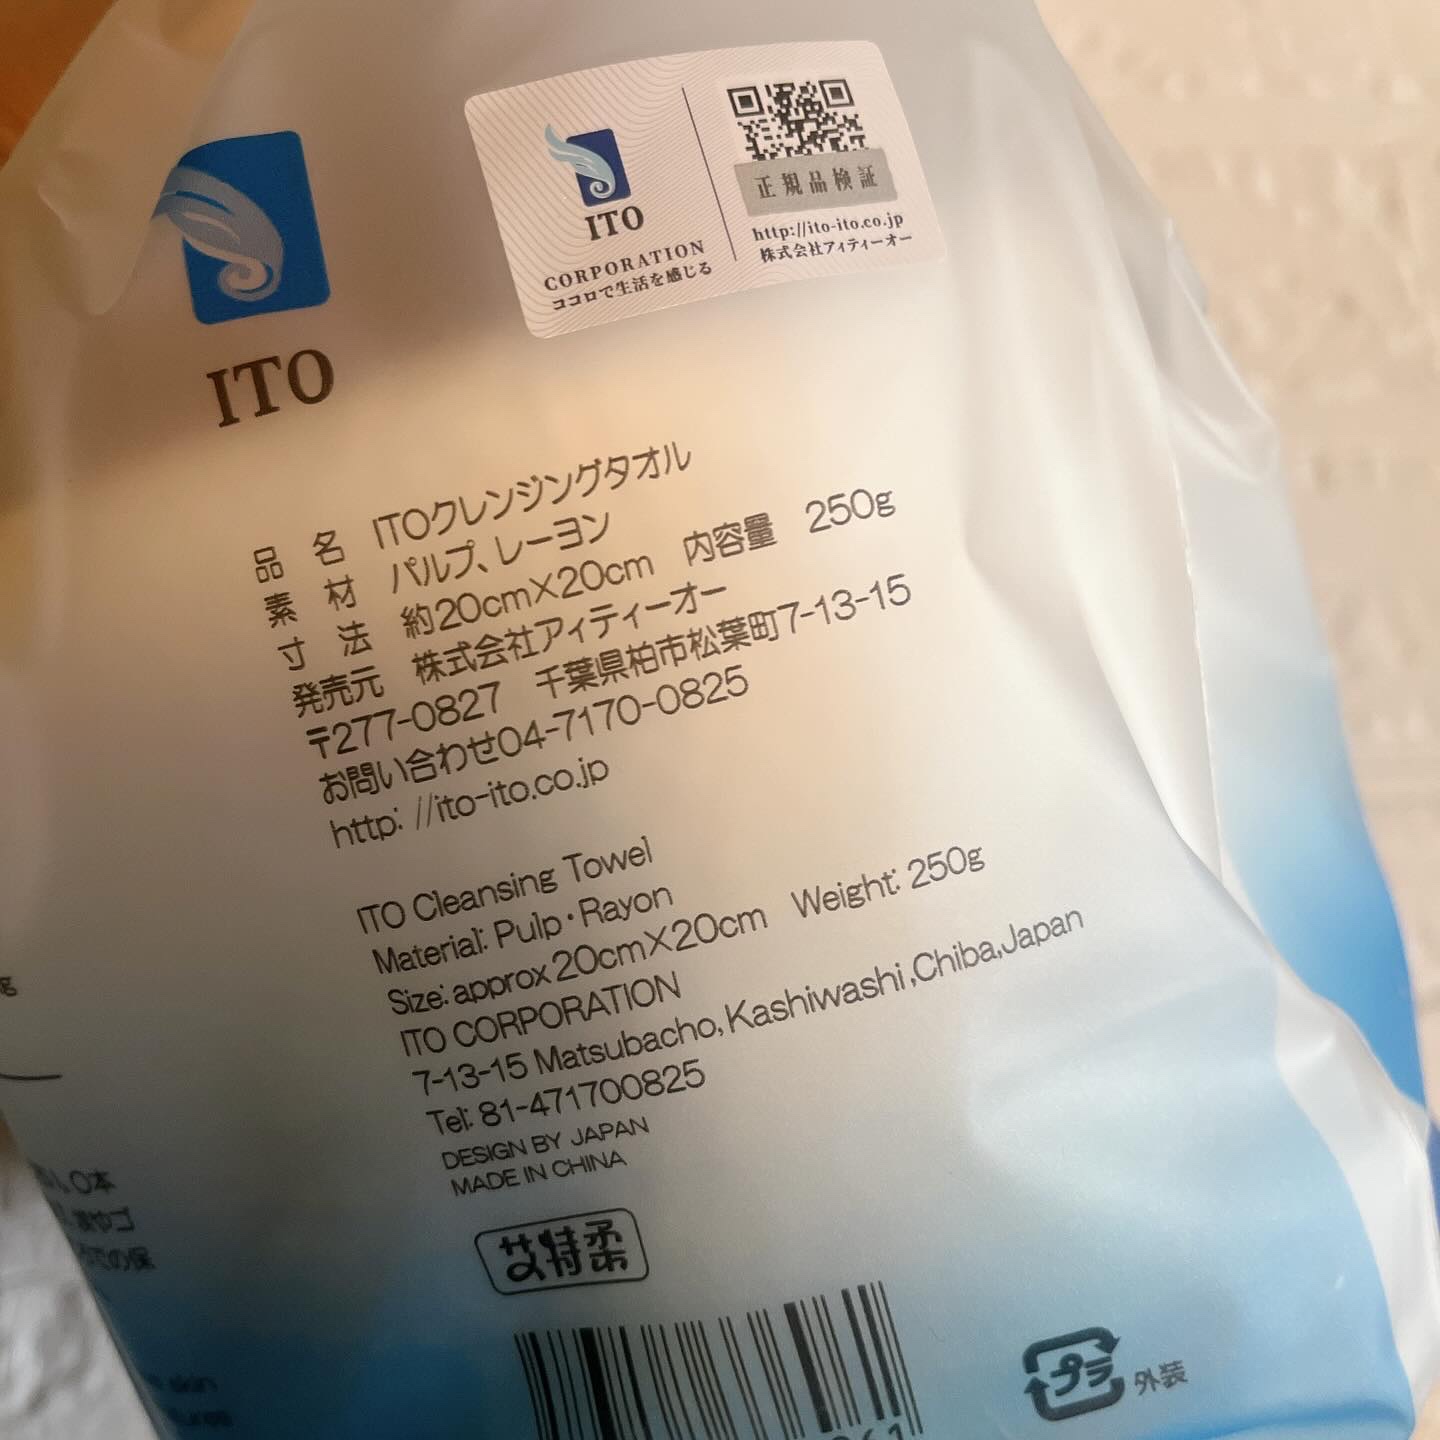 ITO
CORPORATION
ココロで生活を感じる
正規品検証
http://ito-ito.co.jp
株式会社アィティーオー
ITO
品 名 ITOクレンジングタオル
素 材 パルプ、レーヨン
寸 法 約20cm×20cm 内容量 250g
発売元 株式会社アィティーオー
〒277-0827 千葉県柏市松葉町7-13-15
お問い合わせ04-7170-0825
http: //ito-ito.co.jp
ITO Cleansing Towel
Material: Pulp・Rayon
Size: approx 20cm×20cm Weight: 250g
ITO CORPORATION
7-13-15 Matsubacho, Kashiwashi ,Chiba,Japan
Tel: 81-471700825
DESIGN BY JAPAN
MADE IN CHINA
艾特柔
プラ 外装
skin